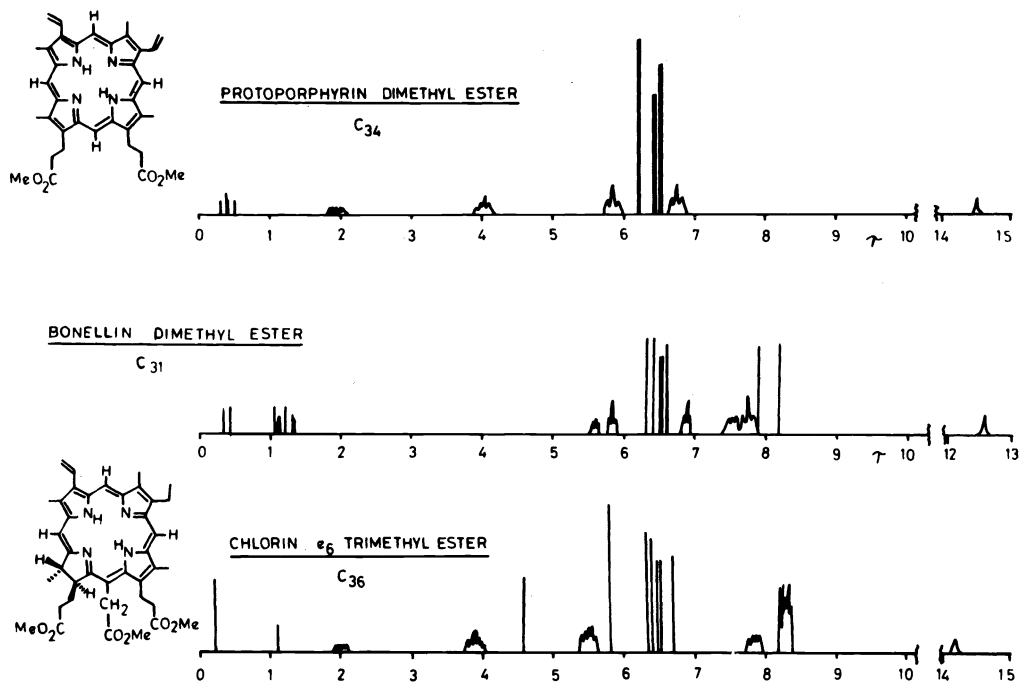 H
N
H
N
H
H
N
H
N
H
MeO2C
CO2Me
PROTOPORPHYRIN DIMETHYL ESTER
C34
0 1 2 3 4 5 6 7 8 9 τ 10 14 15
BONELLIN DIMETHYL ESTER
C31
0 1 2 3 4 5 6 7 8 9 τ 10 12 13
H
N
H
N
H
H
N
H
N
H
H
CH2
MeO2C
CO2Me
CO2Me
CHLORIN e6 TRIMETHYL ESTER
C36
0 1 2 3 4 5 6 7 8 9 10 14 15